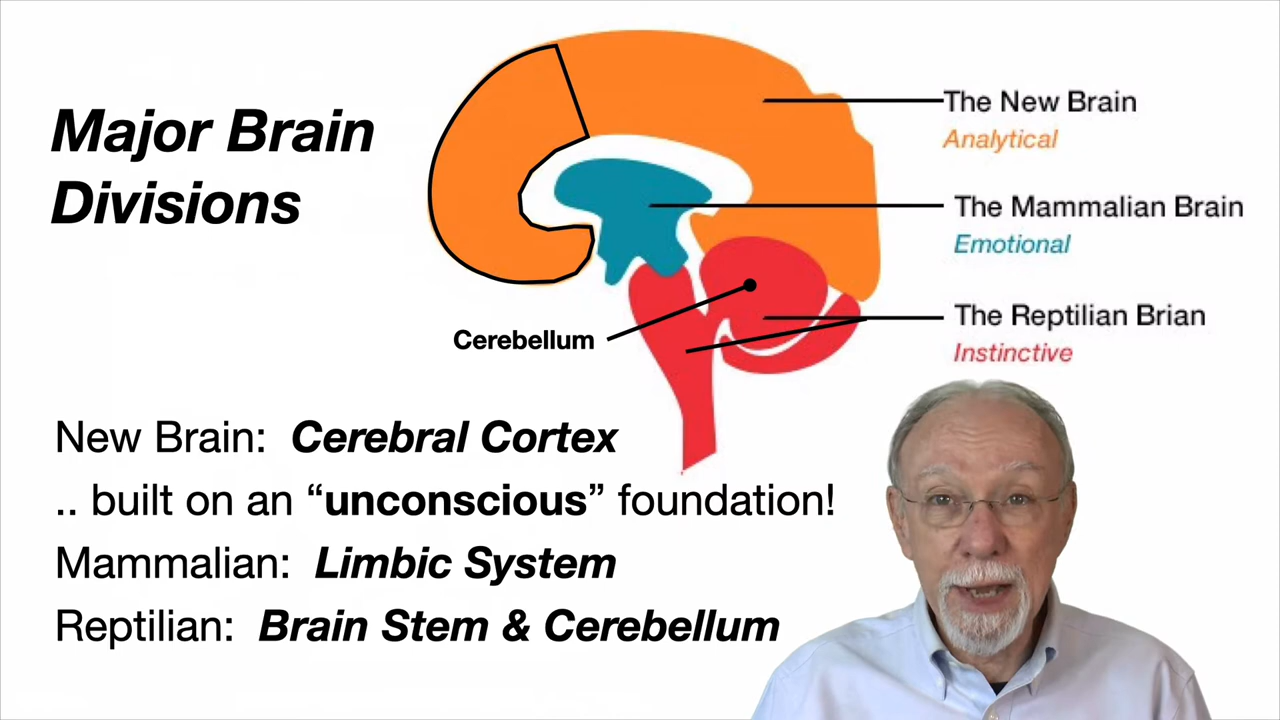 Major Brain
Divisions
The New Brain
Analytical
The Mammalian Brain
Emotional
The Reptilian Brian
Instinctive
Cerebellum
New Brain: Cerebral Cortex
.. built on an “unconscious” foundation!
Mammalian: Limbic System
Reptilian: Brain Stem & Cerebellum